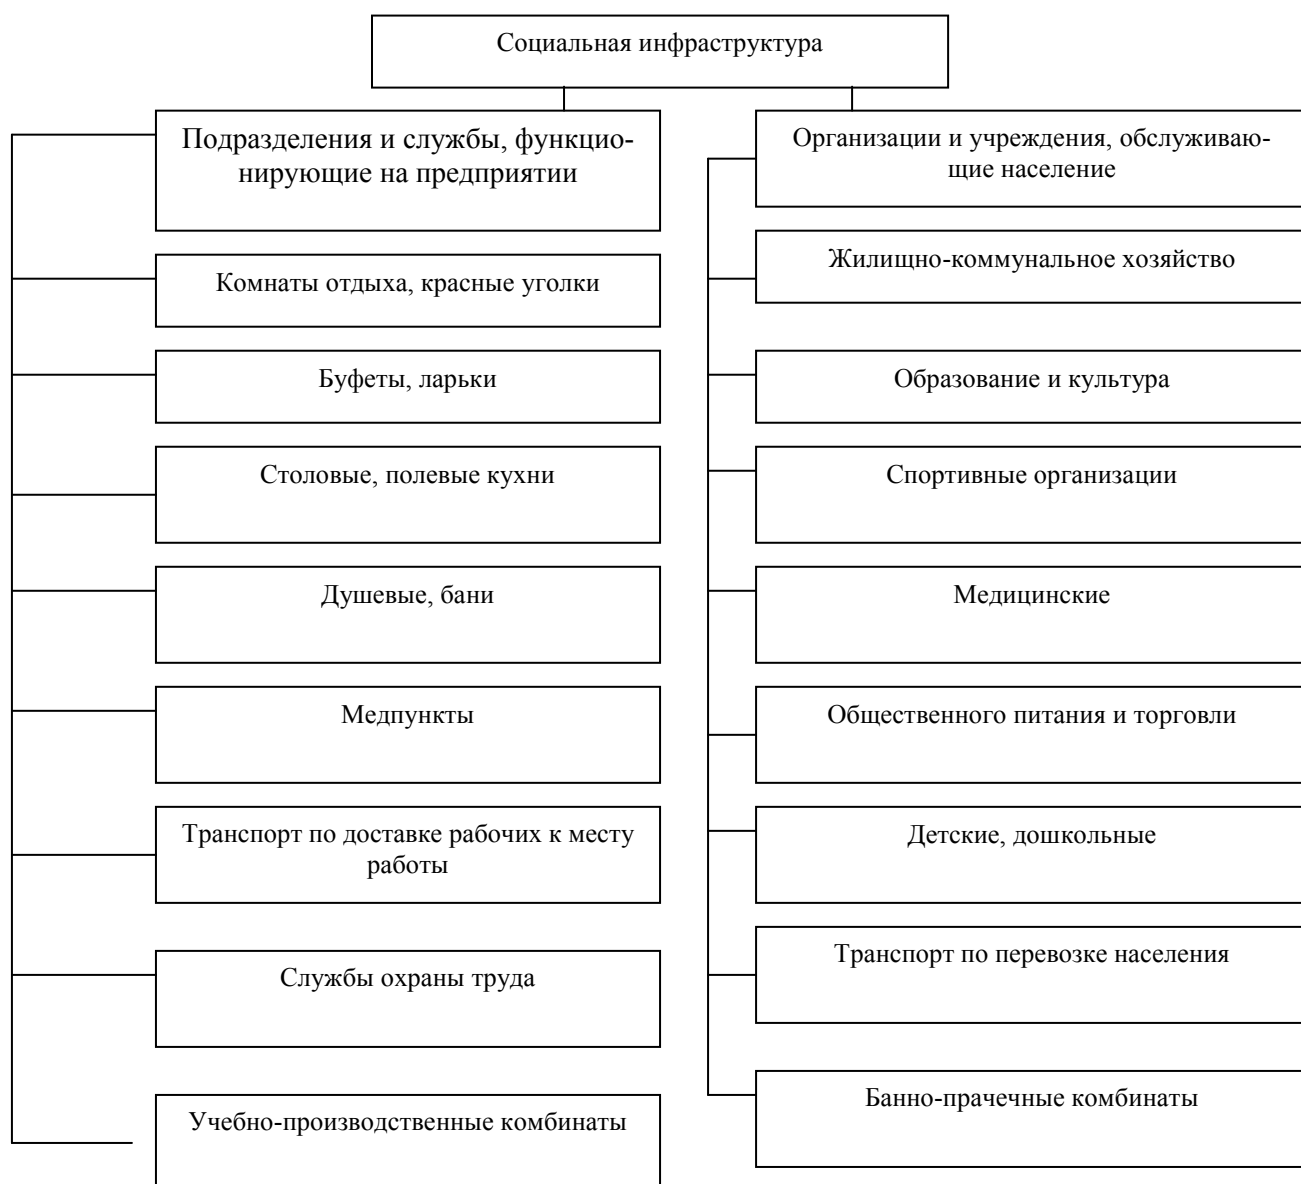 Социальная инфраструктура
Подразделения и службы, функцио-
нирующие на предприятии
Комнаты отдыха, красные уголки
Буфеты, ларьки
Столовые, полевые кухни
Душевые, бани
Медпункты
Транспорт по доставке рабочих к месту
работы
Службы охраны труда
Учебно-производственные комбинаты
Организации и учреждения, обслуживаю-
щие население
Жилищно-коммунальное хозяйство
Образование и культура
Спортивные организации
Медицинские
Общественного питания и торговли
Детские, дошкольные
Транспорт по перевозке населения
Банно-прачечные комбинаты